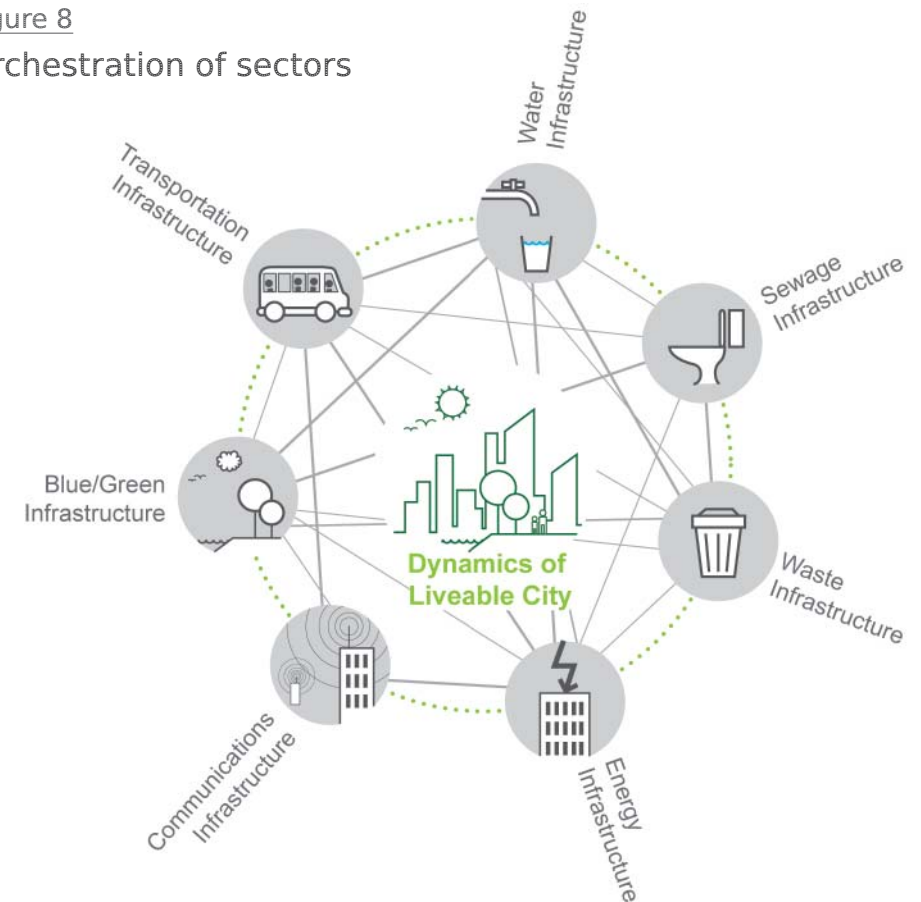 gure 8
rchestration of sectors
Water
Infrastructure
Transportation
Infrastructure
Sewage
Infrastructure
Blue/Green
Infrastructure
Dynamics of
Liveable City
Waste
Infrastructure
Communications
Infrastructure
Energy
Infrastructure